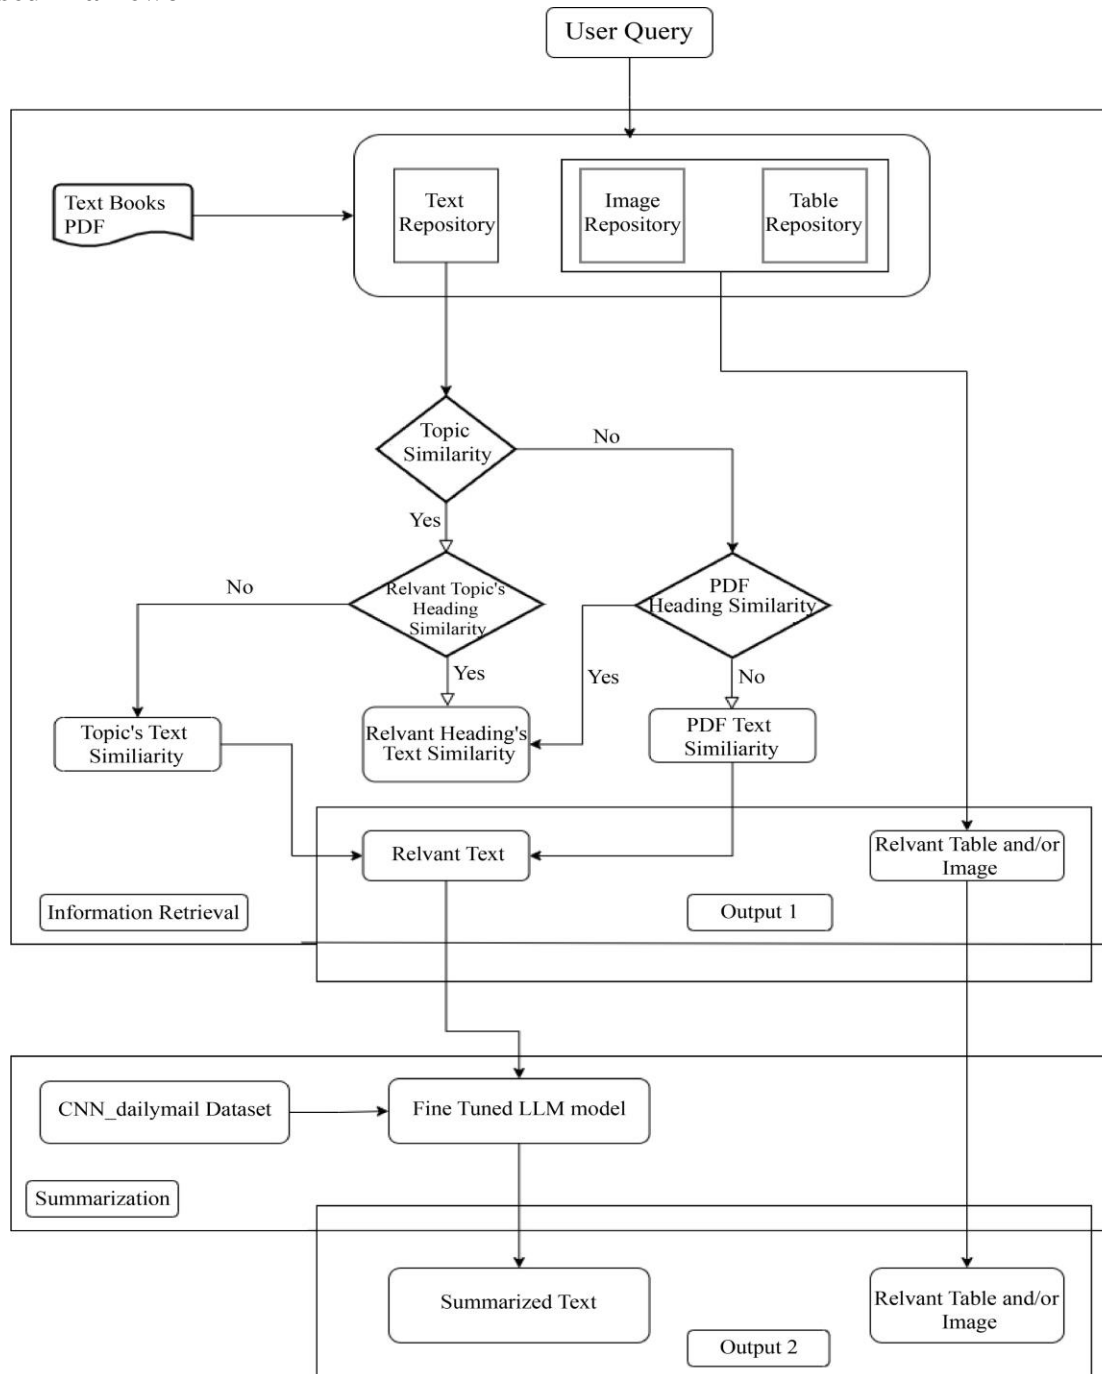 User Query
Text Books
PDF
Text
Repository
Image
Repository
Table
Repository
Topic
Similarity
No
Yes
No
Relvant Topic's
Heading
Similarity
PDF
Heading Similarity
Yes
Yes
No
Topic's Text
Similiarity
Relvant Heading's
Text Similarity
PDF Text
Similiarity
Relvant Text
Relvant Table and/or
Image
Information Retrieval
Output 1
CNN_dailymail Dataset
Fine Tuned LLM model
Summarization
Summarized Text
Relvant Table and/or
Image
Output 2